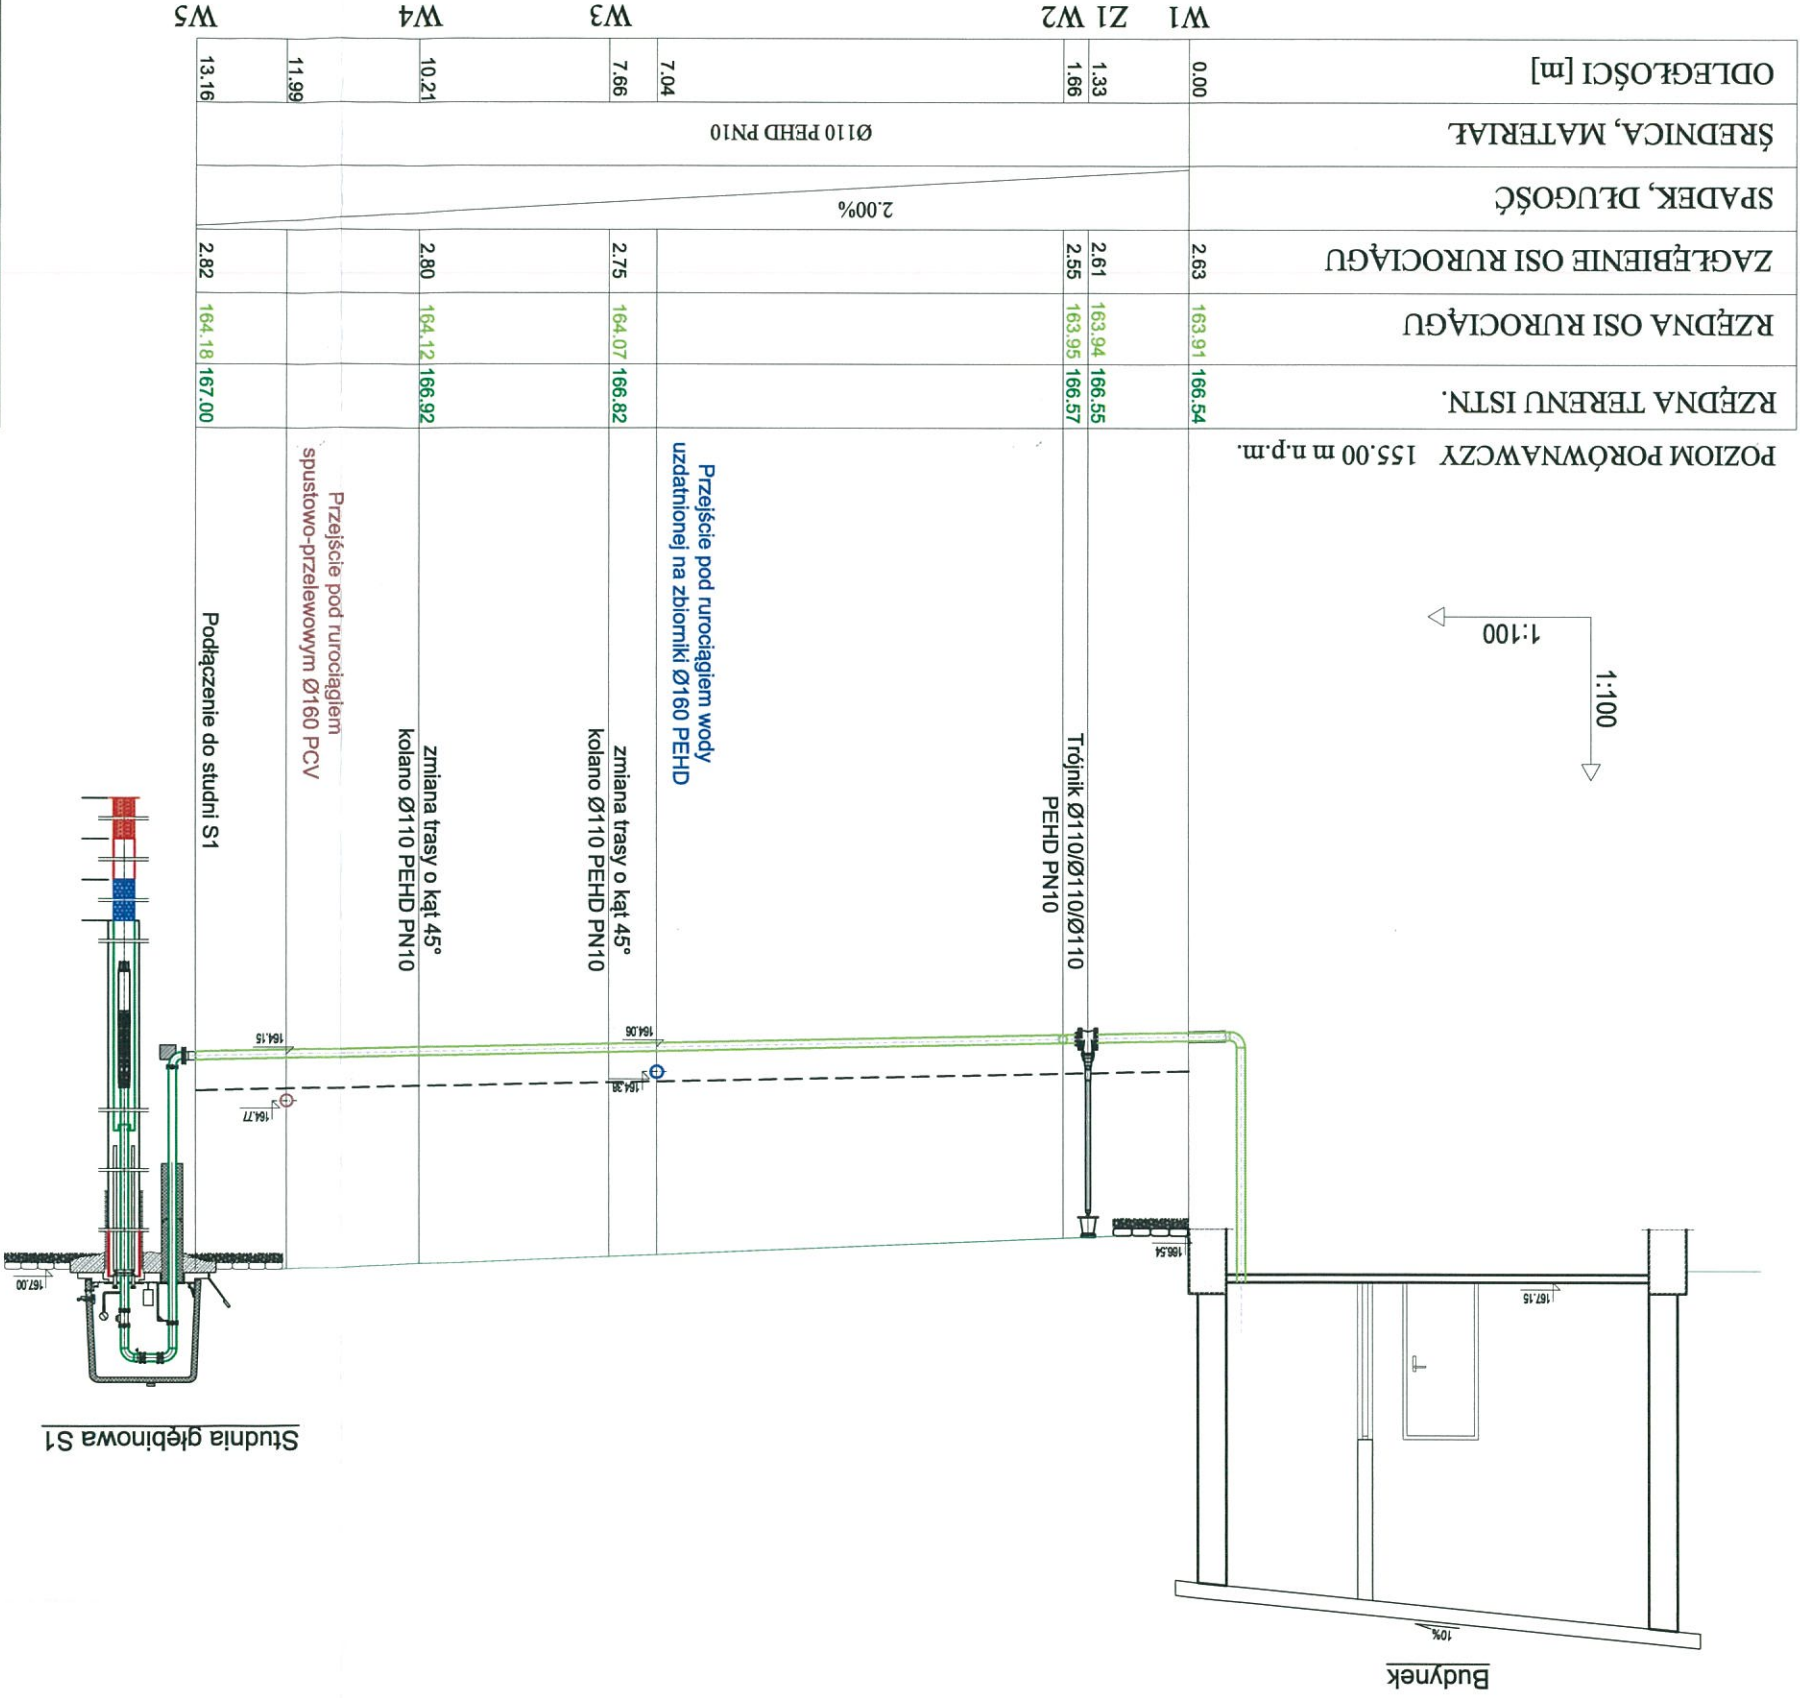 Budynek
Studnia głębinowa S1
10%
167.15
166.54
167.00
164.77
164.38
164.15
164.06
1:100
1:100
Trójnik Ø110/Ø110/Ø110
PEHD PN10
Przejście pod rurociągiem wody
uzdatnionej na zbiorniki Ø160 PEHD
zmiana trasy o kąt 45°
kolano Ø110 PEHD PN10
zmiana trasy o kąt 45°
kolano Ø110 PEHD PN10
Przejście pod rurociągiem
spustowo-przelewowym Ø160 PCV
Podłączenie do studni S1
POZIOM PORÓWNAWCZY 155.00 m n.p.m.
RZĘDNA TERENU ISTN. 166.54 166.55 166.57 166.82 166.92 167.00
RZĘDNA OSI RUROCIĄGU 163.91 163.94 163.95 164.07 164.12 164.18
ZAGŁĘBIENIE OSI RUROCIĄGU 2.63 2.61 2.55 2.75 2.80 2.82
SPADEK, DŁUGOŚĆ 2.00%
ŚREDNICA, MATERIAŁ Ø110 PEHD PN10
ODLEGŁOŚCI [m] 0.00 1.33 1.66 7.04 7.66 10.21 11.99 13.16
W1 Z1 W2 W3 W4 W5